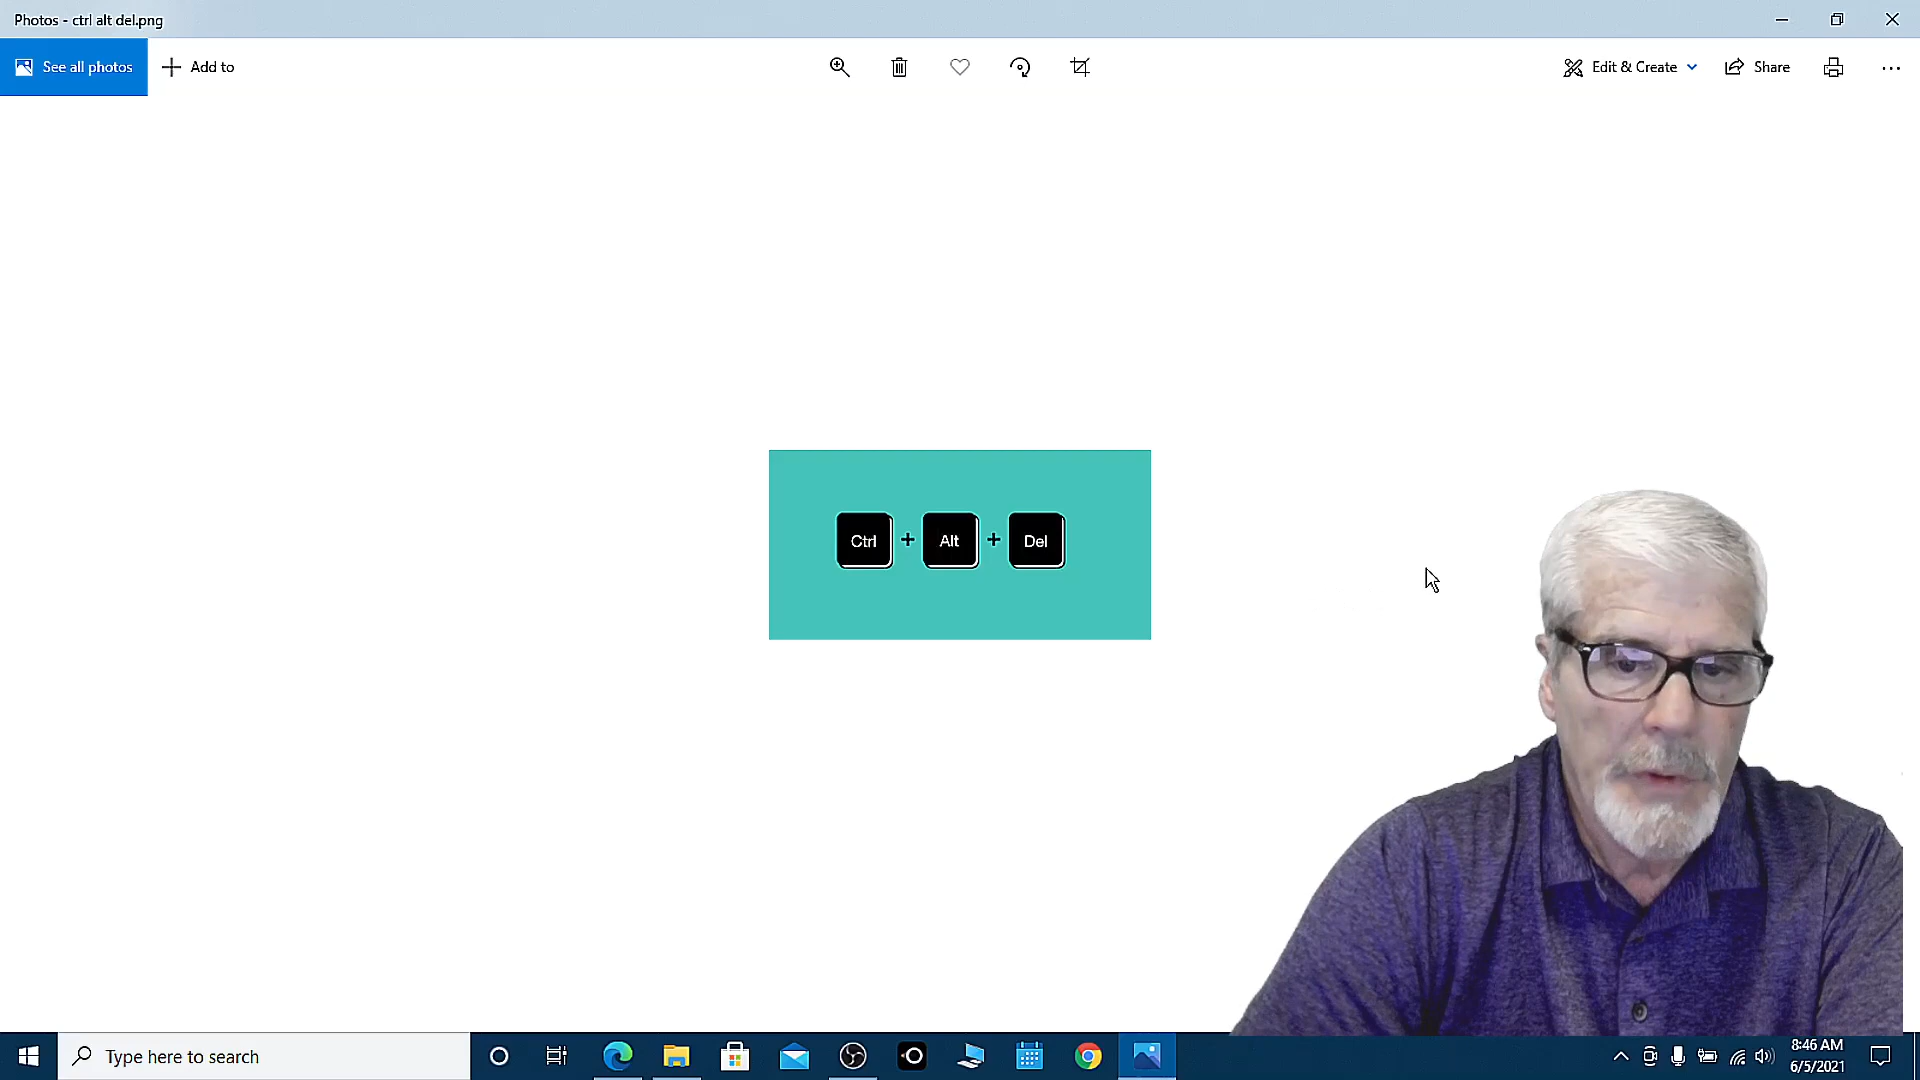 Photos - ctrl alt del.png
See all photos
Add to
Edit & Create
Share
Ctrl + Alt + Del
Type here to search
8:46 AM
6/5/2021